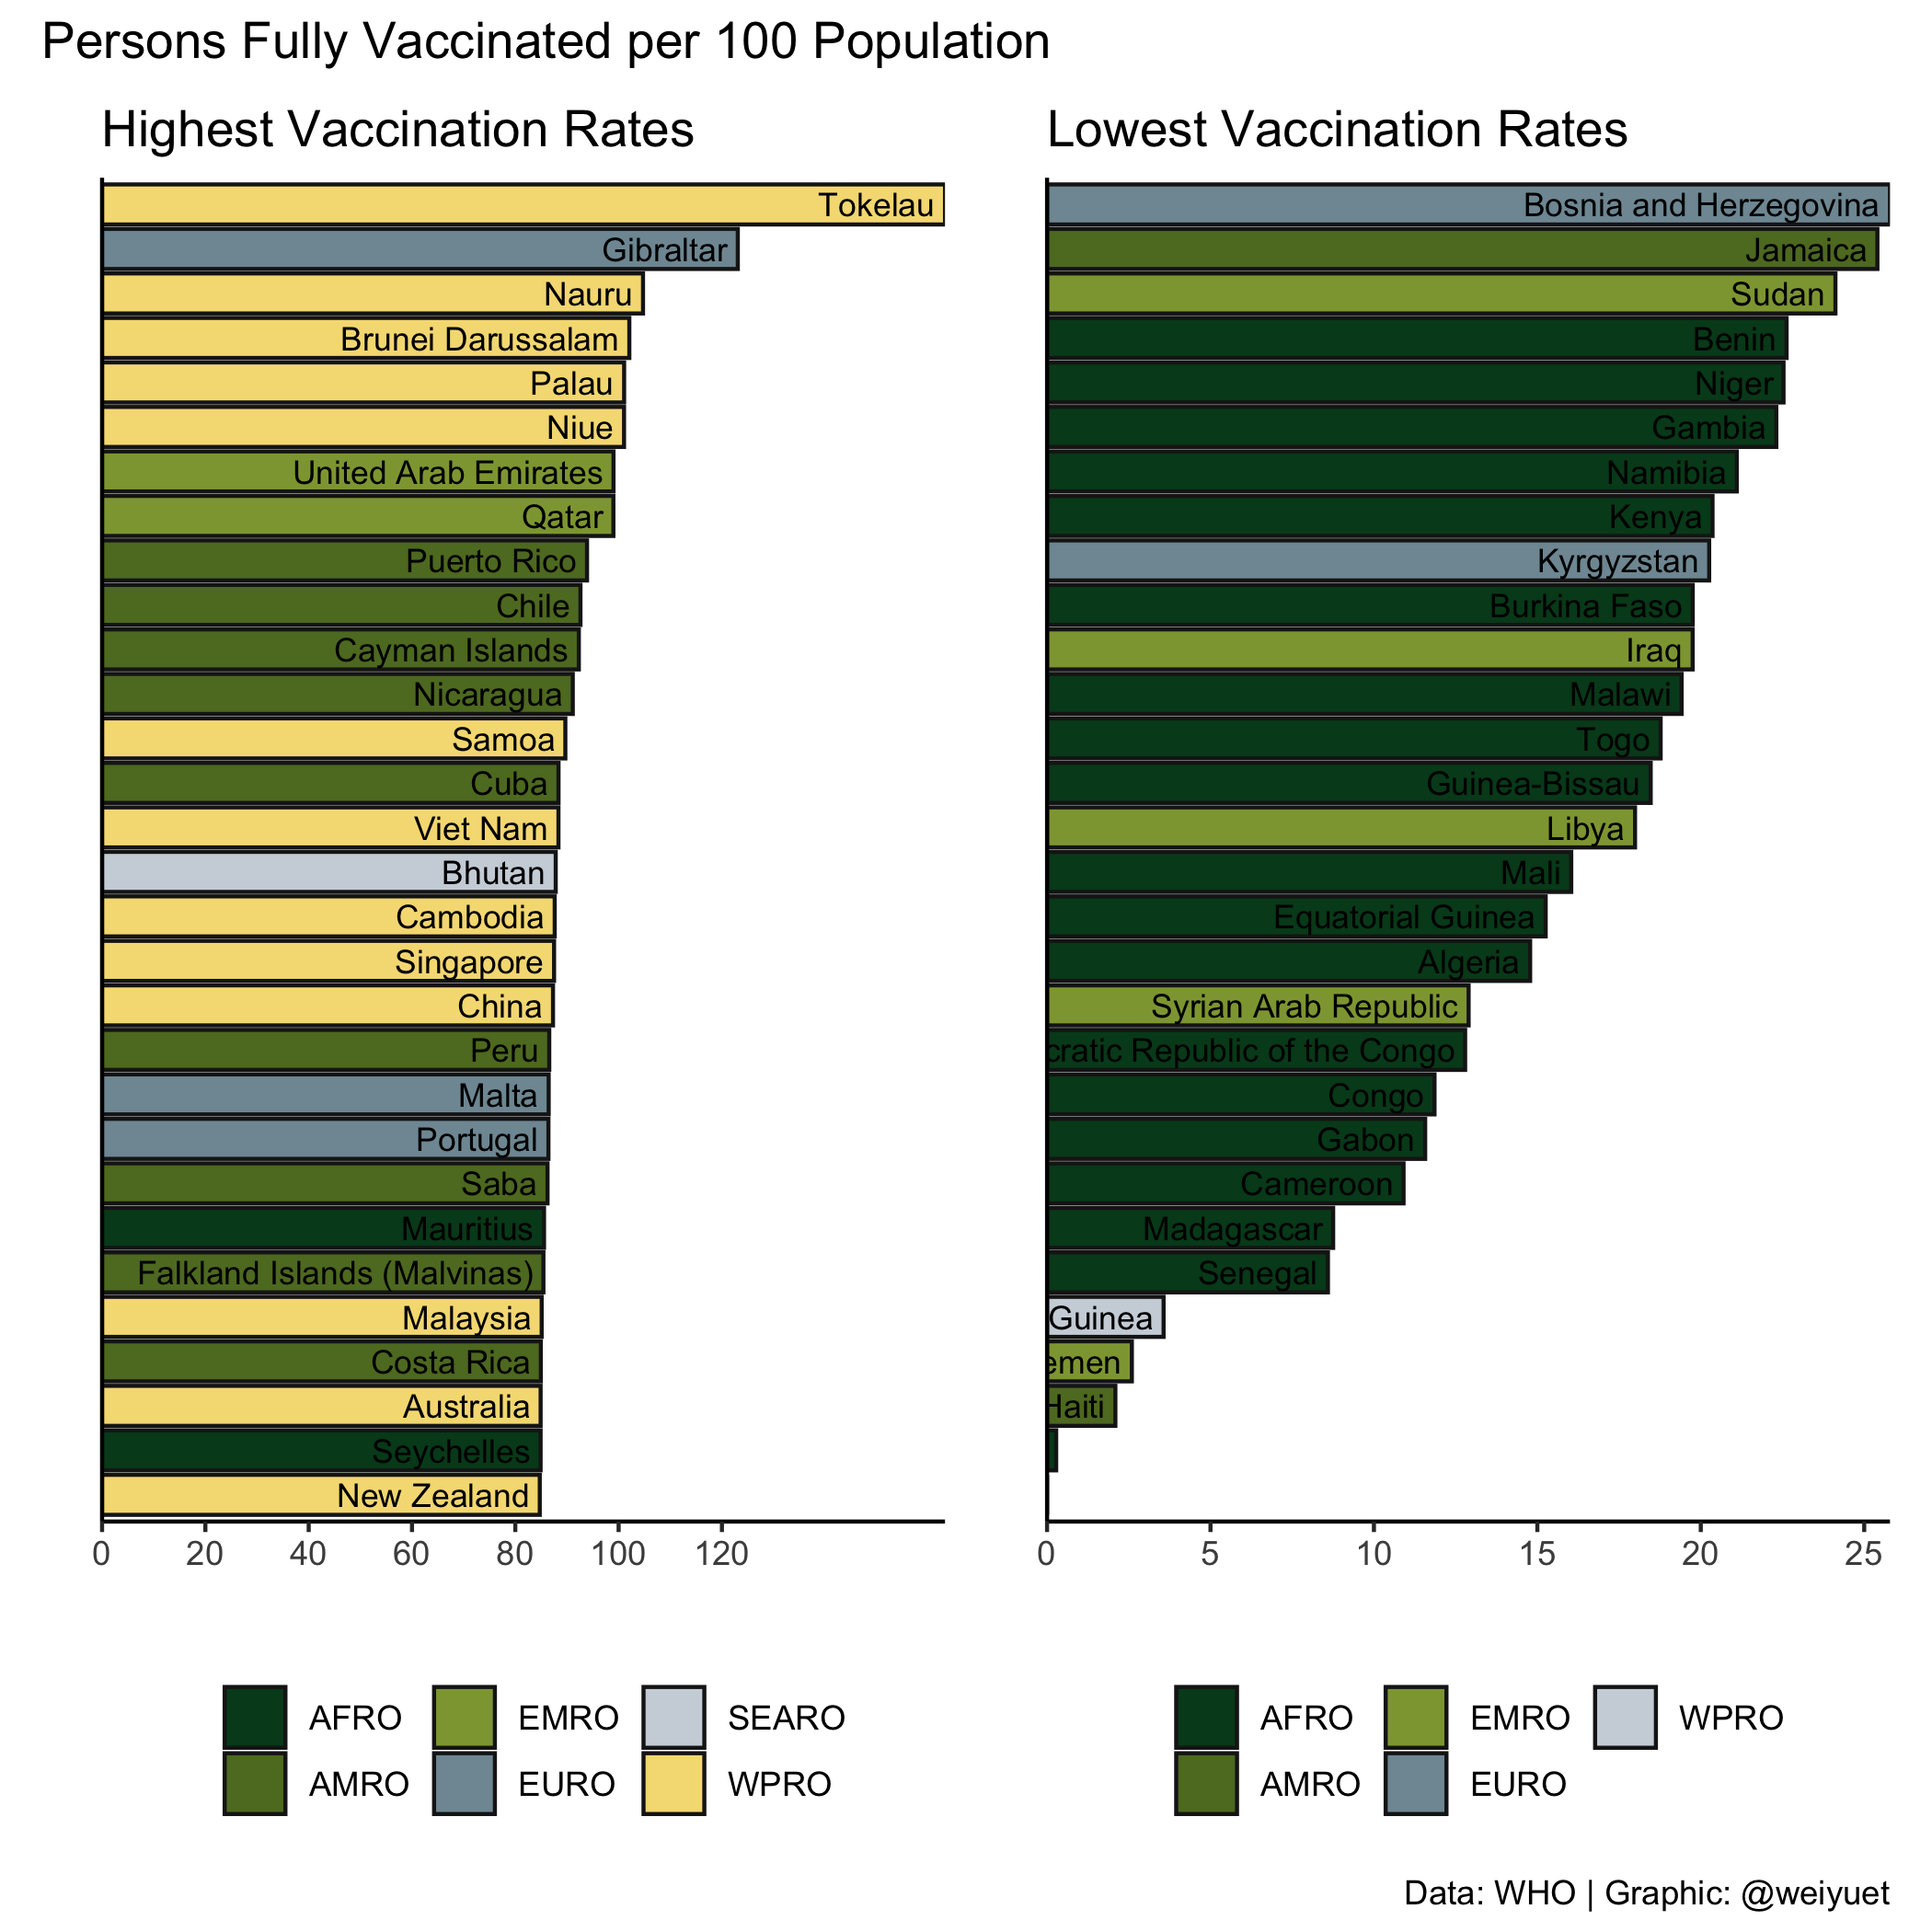 Persons Fully Vaccinated per 100 Population
Highest Vaccination Rates
Tokelau
Gibraltar
Nauru
Brunei Darussalam
Palau
Niue
United Arab Emirates
Qatar
Puerto Rico
Chile
Cayman Islands
Nicaragua
Samoa
Cuba
Viet Nam
Bhutan
Cambodia
Singapore
China
Peru
Malta
Portugal
Saba
Mauritius
Falkland Islands (Malvinas)
Malaysia
Costa Rica
Australia
Seychelles
New Zealand
0 20 40 60 80 100 120
AFRO EMRO SEARO
AMRO EURO WPRO
Lowest Vaccination Rates
Bosnia and Herzegovina
Jamaica
Sudan
Benin
Niger
Gambia
Namibia
Kenya
Kyrgyzstan
Burkina Faso
Iraq
Malawi
Togo
Guinea-Bissau
Libya
Mali
Equatorial Guinea
Algeria
Syrian Arab Republic
cratic Republic of the Congo
Congo
Gabon
Cameroon
Madagascar
Senegal
Guinea
emen
Haiti
0 5 10 15 20 25
AFRO EMRO WPRO
AMRO EURO
Data: WHO | Graphic: @weiyuet